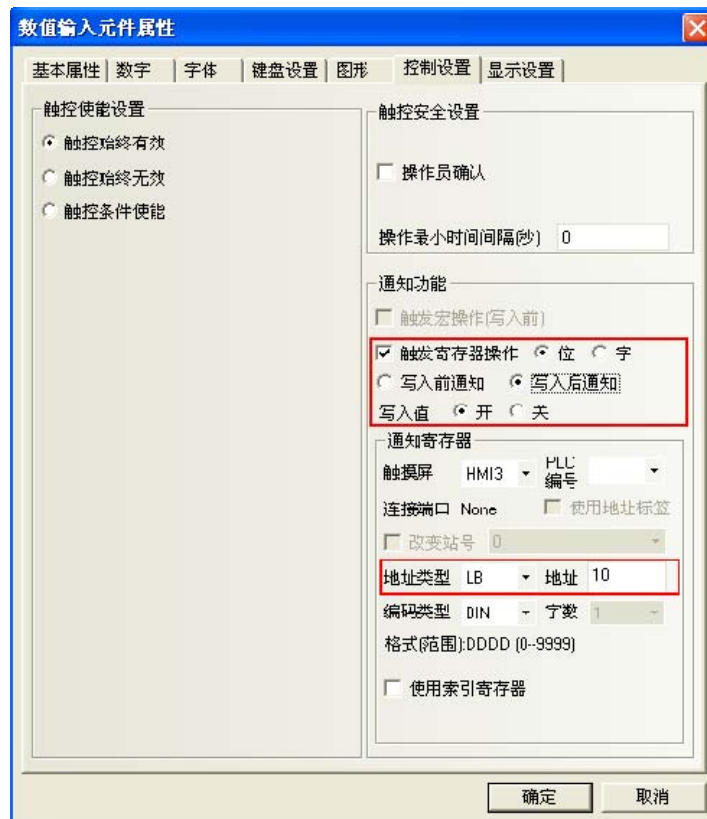 数值输入元件属性
基本属性 数字 字体 键盘设置 图形 控制设置 显示设置
触控使能设置
触控始终有效
触控始终无效
触控条件使能
触控安全设置
操作员确认
操作最小时间间隔(秒) 0
通知功能
触发宏操作(写入前)
触发寄存器操作 位 字
写入前通知 写入后通知
写入值 开 关
通知寄存器
触摸屏 HMI3 PLC编号
连接端口 None 使用地址标签
改变站号 0
地址类型 LB 地址 10
编码类型 BIN 字数 1
格式(范围):DDDD (0--9999)
使用索引寄存器
确定 取消